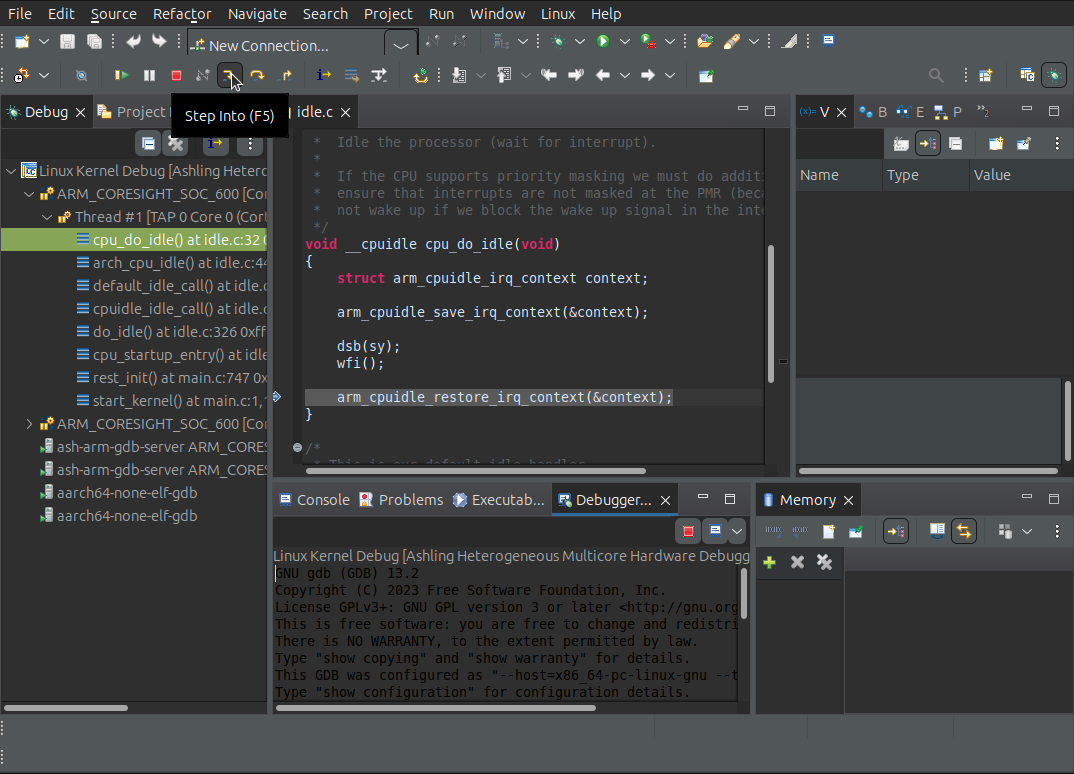 File Edit Source Refactor Navigate Search Project Run Window Linux Help
New Connection...
Debug
Project
Step Into (F5)
idle.c
Linux Kernel Debug [Ashling Heterog
ARM_CORESIGHT_SOC_600 [Cor
Thread #1 [TAP 0 Core 0 (Cort
cpu_do_idle() at idle.c:32 0
arch_cpu_idle() at idle.c:44
default_idle_call() at idle.c
cpuidle_idle_call() at idle.c
do_idle() at idle.c:326 0xff
cpu_startup_entry() at idle
rest_init() at main.c:747 0x
start_kernel() at main.c:1,
ARM_CORESIGHT_SOC_600 [Cor
ash-arm-gdb-server ARM_CORES
ash-arm-gdb-server ARM_CORES
aarch64-none-elf-gdb
aarch64-none-elf-gdb
* Idle the processor (wait for interrupt).
*
* If the CPU supports priority masking we must do addit
* ensure that interrupts are not masked at the PMR (beca
* not wake up if we block the wake up signal in the inte
*/
void __cpuidle cpu_do_idle(void)
{
struct arm_cpuidle_irq_context context;
arm_cpuidle_save_irq_context(&context);
dsb(sy);
wfi();
arm_cpuidle_restore_irq_context(&context);
}
/*
* This is our default idle handler
(x)= V
B
E
P
»2
Name Type Value
Console
Problems
Executab...
Debugger...
Linux Kernel Debug [Ashling Heterogeneous Multicore Hardware Debugg
GNU gdb (GDB) 13.2
Copyright (C) 2023 Free Software Foundation, Inc.
License GPLv3+: GNU GPL version 3 or later <http://gnu.org
This is free software: you are free to change and redistri
There is NO WARRANTY, to the extent permitted by law.
Type "show copying" and "show warranty" for details.
This GDB was configured as "--host=x86_64-pc-linux-gnu --t
Type "show configuration" for configuration details.
Memory